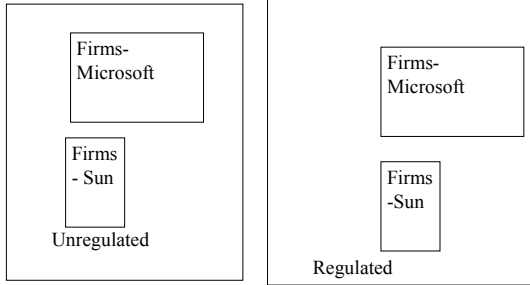 Firms-
Microsoft
Firms
- Sun
Unregulated
Firms-
Microsoft
Firms
-Sun
Regulated